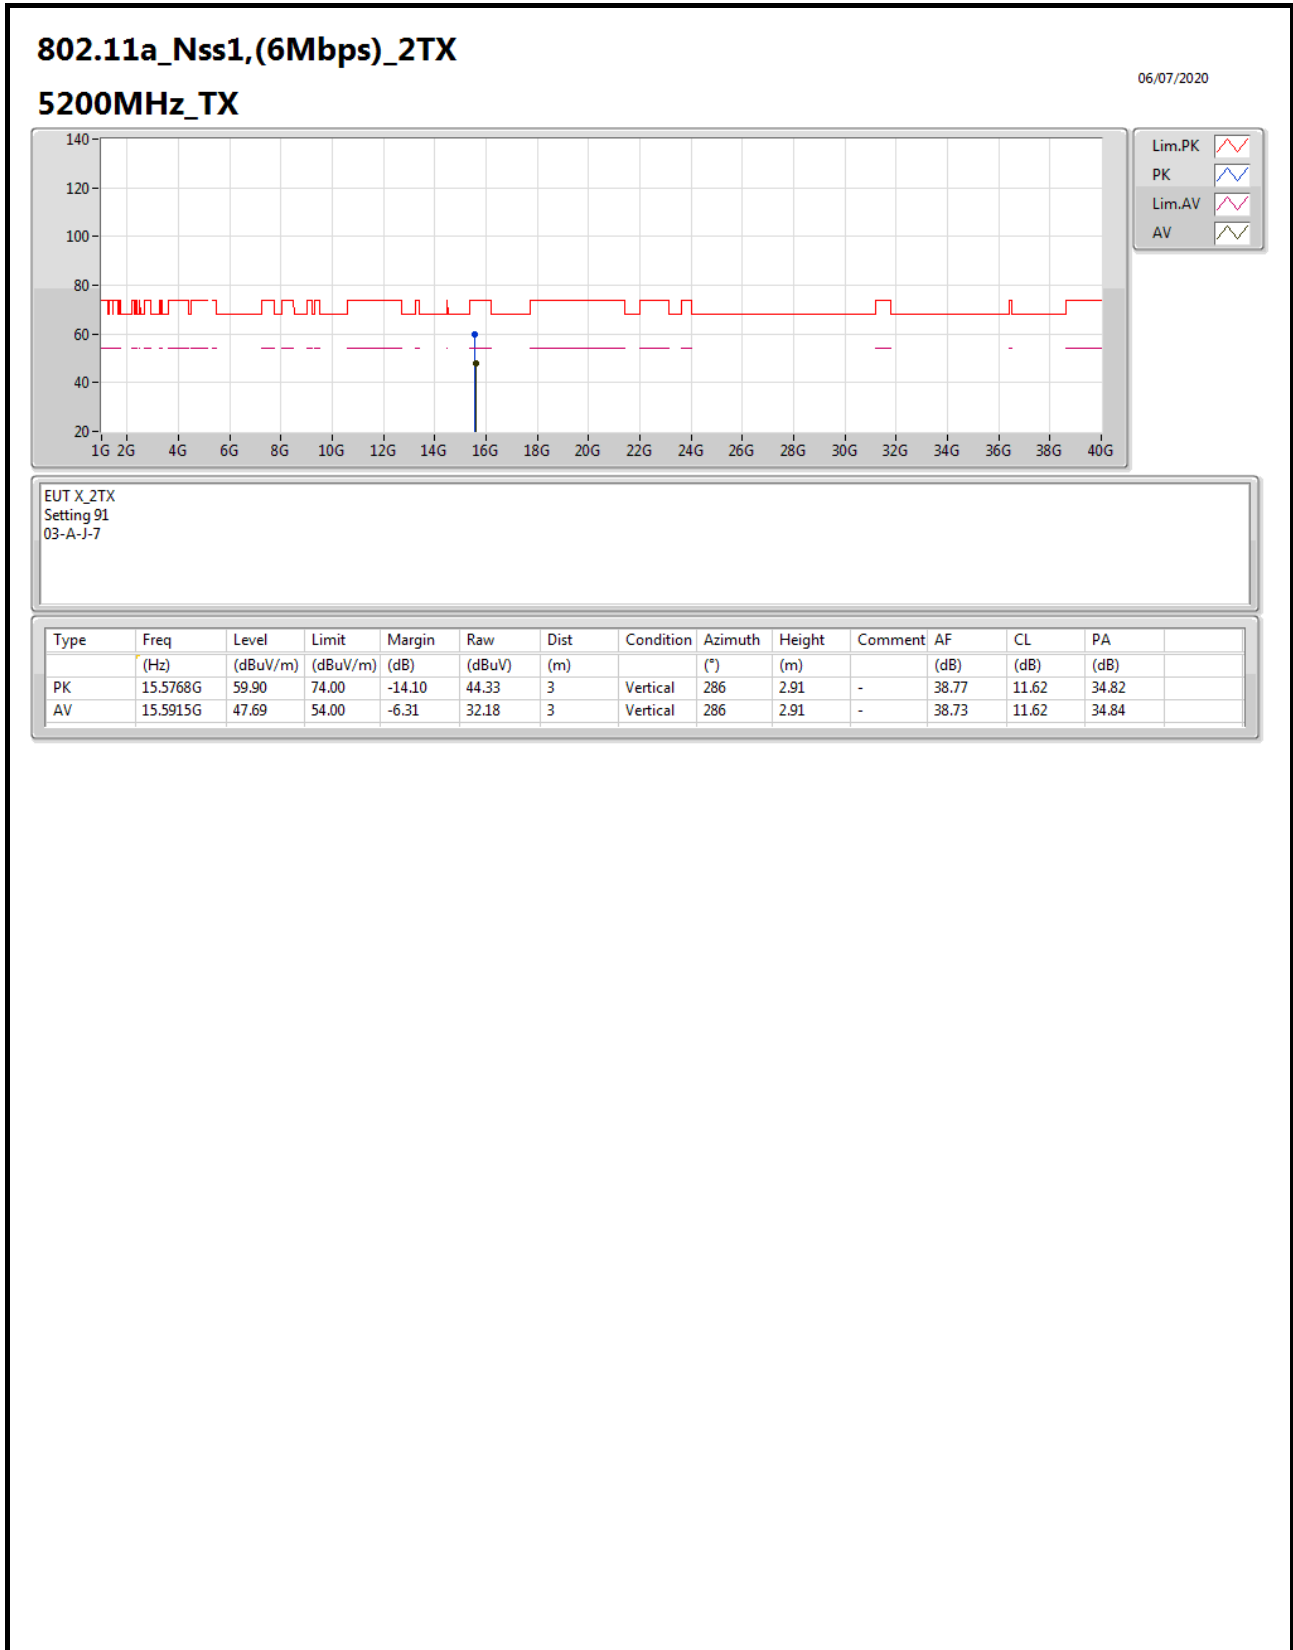 802.11a_Nss1,(6Mbps)_2TX
06/07/2020
5200MHz_TX
140
120
100
80
60
40
20
1G 2G 4G 6G 8G 10G 12G 14G 16G 18G 20G 22G 24G 26G 28G 30G 32G 34G 36G 38G 40G
Lim.PK
PK
Lim.AV
AV
EUT X_2TX
Setting 91
03-A-J-7
Type Freq Level Limit Margin Raw Dist Condition Azimuth Height Comment AF CL PA
(Hz) (dBuV/m) (dBuV/m) (dB) (dBuV) (m) (°) (m) (dB) (dB) (dB)
PK 15.5768G 59.90 74.00 -14.10 44.33 3 Vertical 286 2.91 - 38.77 11.62 34.82
AV 15.5915G 47.69 54.00 -6.31 32.18 3 Vertical 286 2.91 - 38.73 11.62 34.84